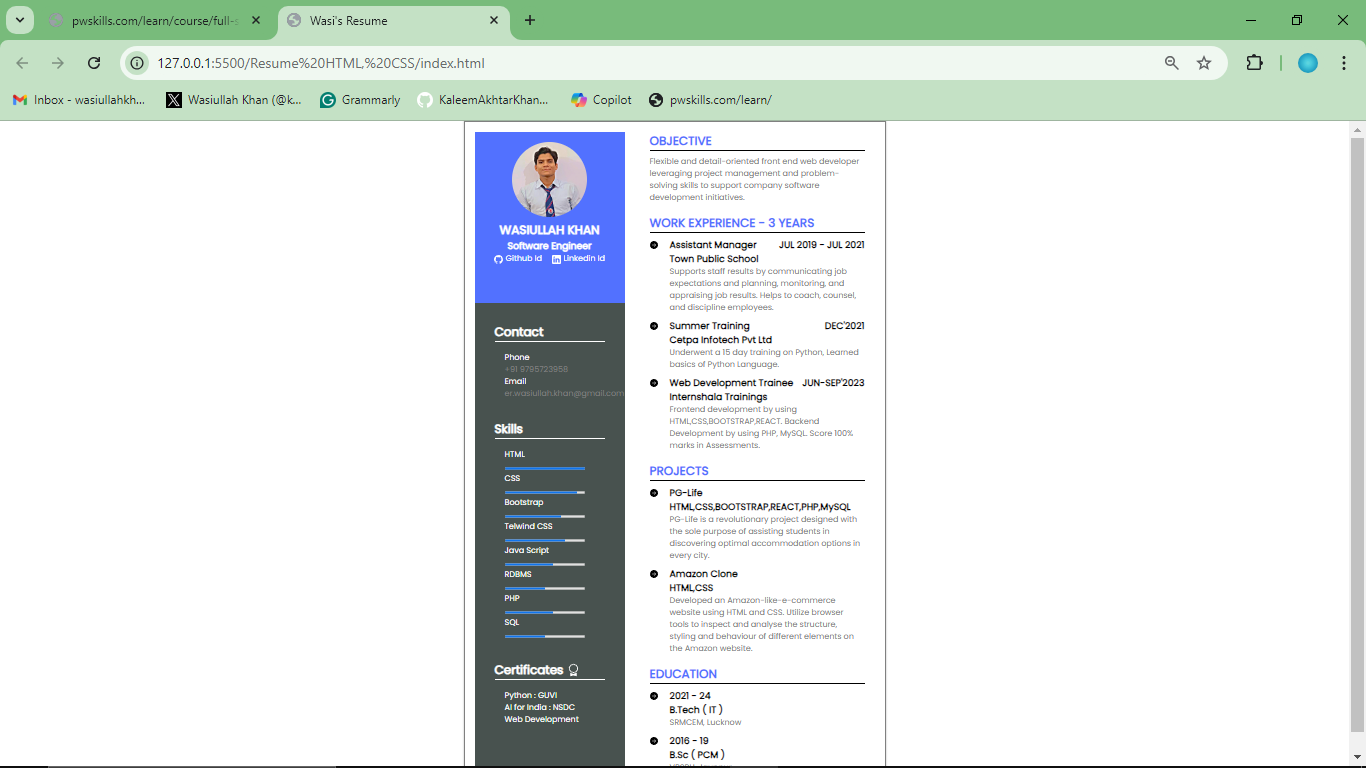 pwskills.com/learn/course/full-s
Wasi's Resume
127.0.0.1:5500/Resume%20HTML,%20CSS/index.html
Inbox - wasiullahkh...
Wasiullah Khan (@k...
Grammarly
KaleemAkhtarKhan...
Copilot
pwskills.com/learn/
WASIULLAH KHAN
Software Engineer
Github Id
Linkedin Id
Contact
Phone
+91 9795723958
Email
er.wasiullah.khan@gmail.com
Skills
HTML
CSS
Bootstrap
Telwind CSS
Java Script
RDBMS
PHP
SQL
Certificates
Python : GUVI
AI for India : NSDC
Web Development
OBJECTIVE
Flexible and detail-oriented front end web developer
leveraging project management and problem-
solving skills to support company software
development initiatives.
WORK EXPERIENCE - 3 YEARS
Assistant Manager JUL 2019 - JUL 2021
Town Public School
Supports staff results by communicating job
expectations and planning, monitoring, and
appraising job results. Helps to coach, counsel,
and discipline employees.
Summer Training DEC'2021
Cetpa Infotech Pvt Ltd
Underwent a 15 day training on Python, Learned
basics of Python Language.
Web Development Trainee JUN-SEP'2023
Internshala Trainings
Frontend development by using
HTML,CSS,BOOTSTRAP,REACT. Backend
Development by using PHP, MySQL. Score 100%
marks in Assessments.
PROJECTS
PG-Life
HTML,CSS,BOOTSTRAP,REACT,PHP,MySQL
PG-Life is a revolutionary project designed with
the sole purpose of assisting students in
discovering optimal accommodation options in
every city.
Amazon Clone
HTML,CSS
Developed an Amazon-like-e-commerce
website using HTML and CSS. Utilize browser
tools to inspect and analyse the structure,
styling and behaviour of different elements on
the Amazon website.
EDUCATION
2021 - 24
B.Tech ( IT )
SRMCEM, Lucknow
2016 - 19
B.Sc ( PCM )